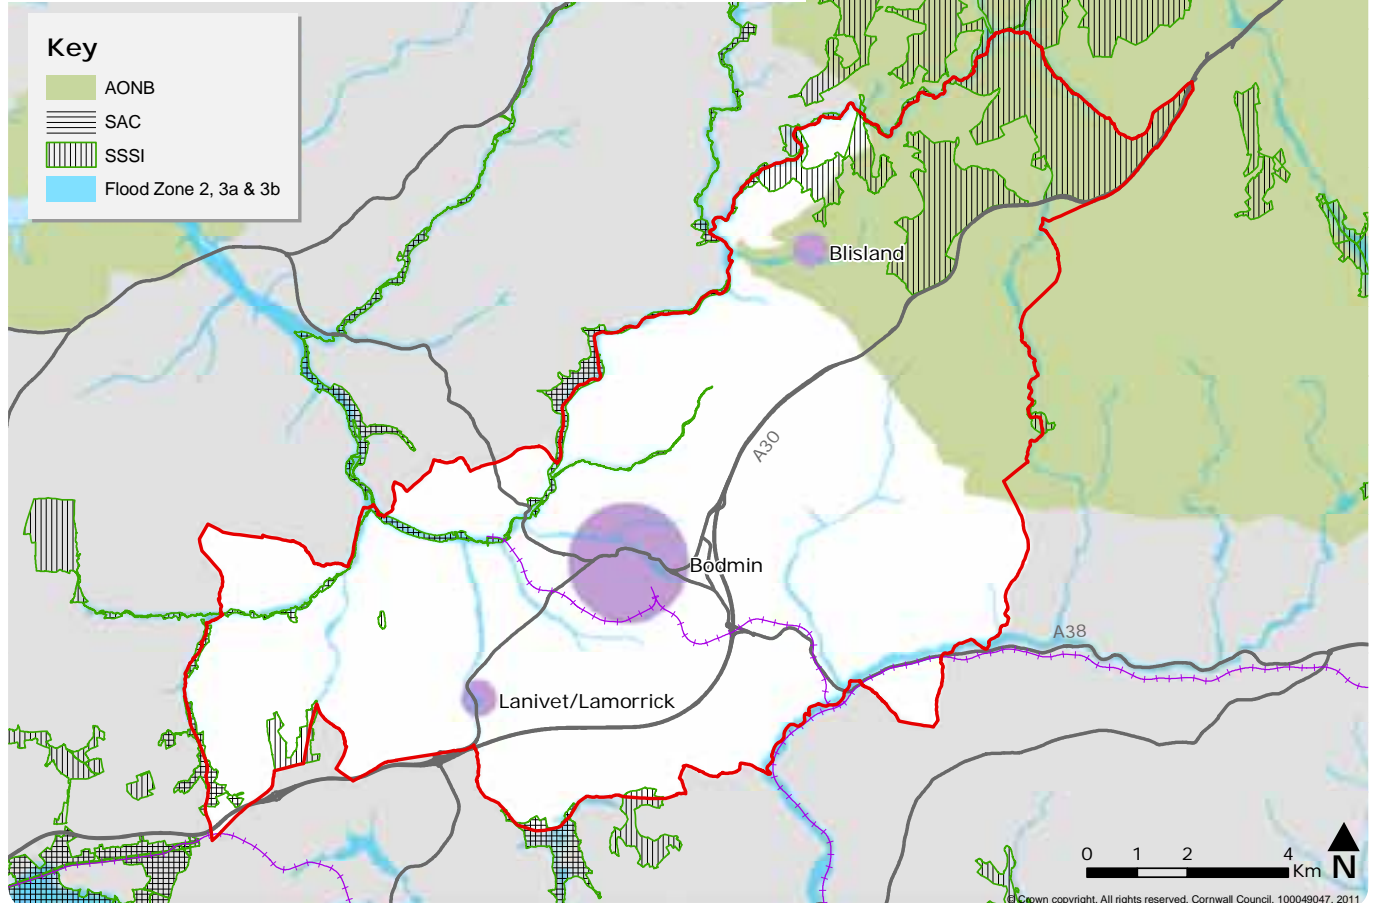 Key
AONB
SAC
SSSI
Flood Zone 2, 3a & 3b
Blisland
A30
Bodmin
A38
Lanivet/Lamorrick
0 1 2 4
Km
N
© Crown copyright. All rights reserved. Cornwall Council, 100049047, 2011